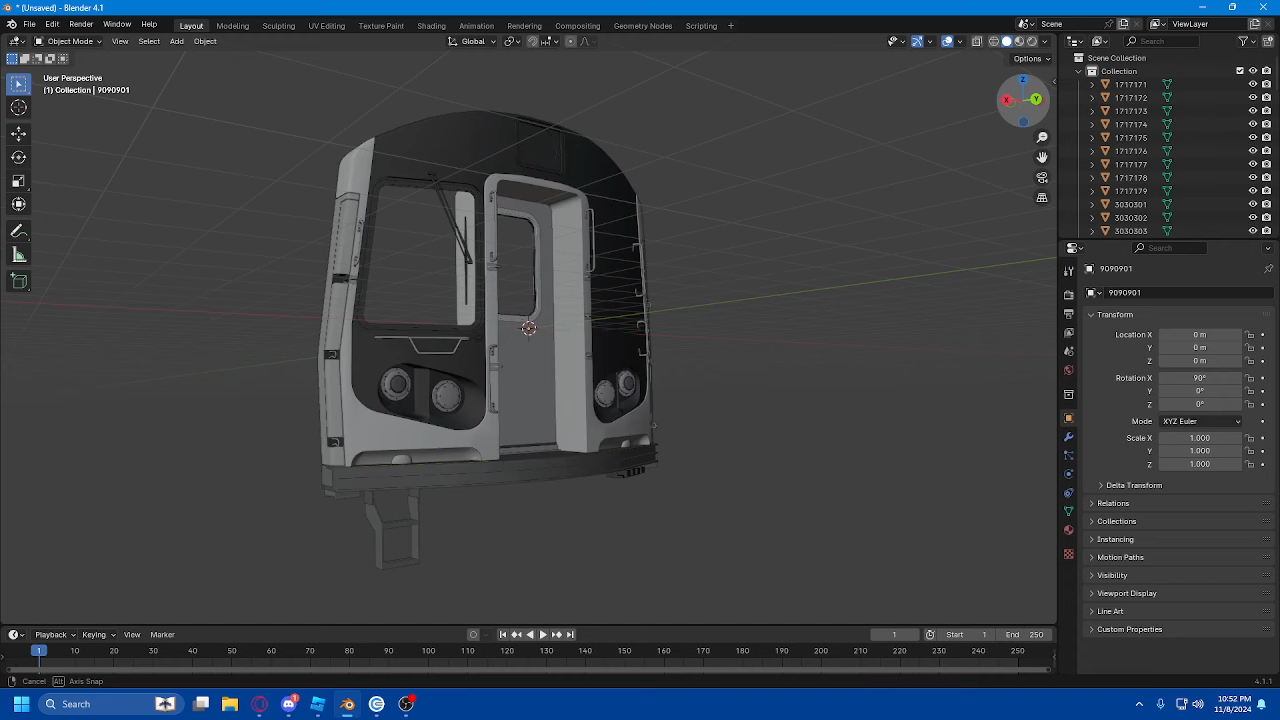 * (Unsaved) - Blender 4.1
File Edit Render Window Help Layout Modeling Sculpting UV Editing Texture Paint Shading Animation Rendering Compositing Geometry Nodes Scripting + Scene ViewLayer
Object Mode View Select Add Object Global Search
Options
User Perspective
(1) Collection | 9090901
Z
X
Y
Scene Collection
Collection
1717171
1717172
1717173
1717174
1717175
1717176
1717177
1717178
1717179
3030301
3030302
3030303
Search
9090901
9090901
Transform
Location X 0 m
Y 0 m
Z 0 m
Rotation X 90°
Y 0°
Z 0°
Mode XYZ Euler
Scale X 1.000
Y 1.000
Z 1.000
Delta Transform
Relations
Collections
Instancing
Motion Paths
Visibility
Viewport Display
Line Art
Custom Properties
Playback Keying View Marker 1 Start 1 End 250
1 10 20 30 40 50 60 70 80 90 100 110 120 130 140 150 160 170 180 190 200 210 220 230 240 250
Cancel Alt Axis Snap 4.1.1
Search 10:52 PM
11/8/2024